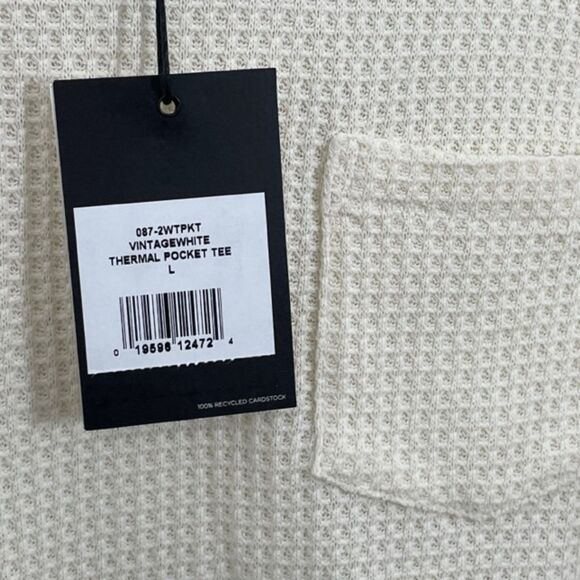 087-2WTPKT
VINTAGEWHITE
THERMAL POCKET TEE
L
0 19596 12472 4
100% RECYCLED CARDSTOCK